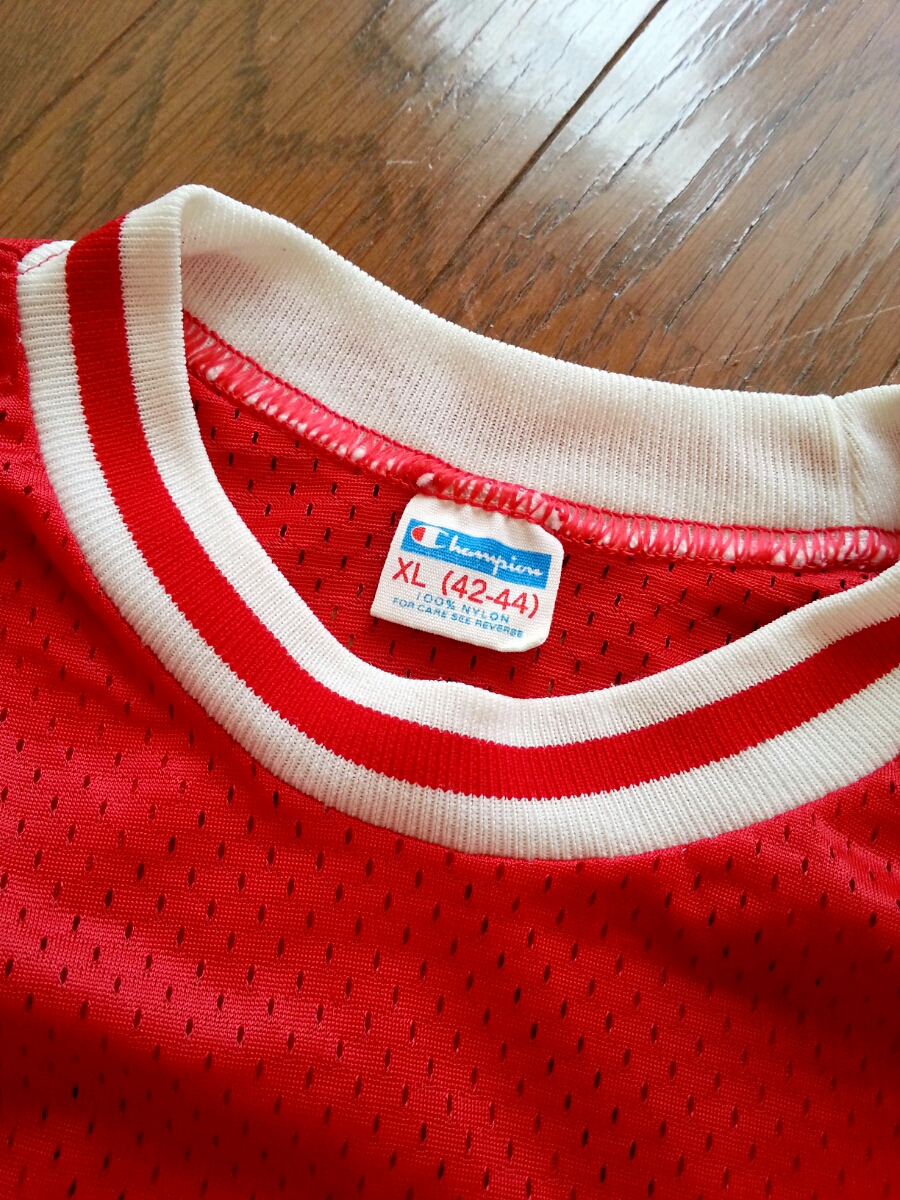 Champion
XL (42-44)
100% NYLON
FOR CARE SEE REVERSE